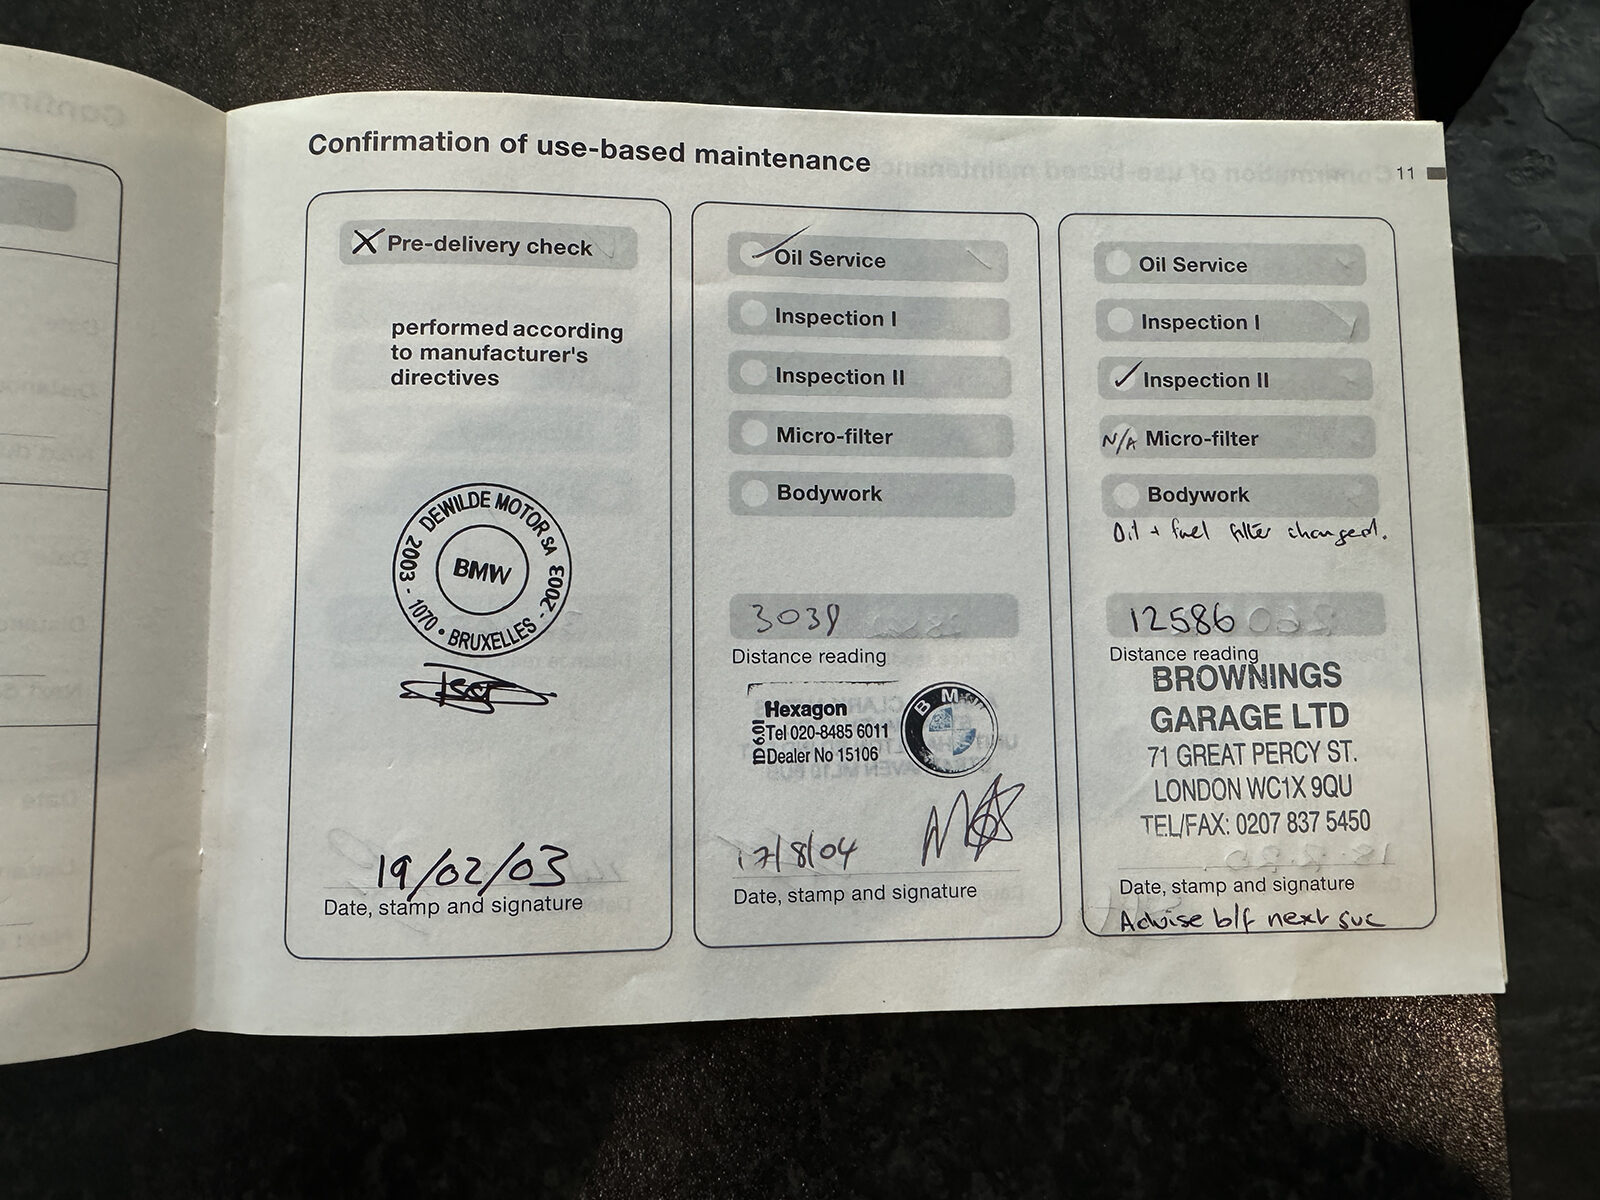 Confirmation of use-based maintenance
11
X Pre-delivery check
performed according
to manufacturer's
directives
DEWILDE MOTOR SA
2003 - 1070 • BRUXELLES - 2003
BMW
19/02/03
Date, stamp and signature
Oil Service
Inspection I
Inspection II
Micro-filter
Bodywork
Distance reading
Hexagon
Tel 020-8485 6011
Dealer No 15106
BMW
17/8/04
Date, stamp and signature
Oil Service
Inspection I
Inspection II
N/A Micro-filter
Bodywork
Oil + fuel filter changed.
12586
Distance reading
BROWNINGS
GARAGE LTD
71 GREAT PERCY ST.
LONDON WC1X 9QU
TEL/FAX: 0207 837 5450
Date, stamp and signature
Advise b/f next svc